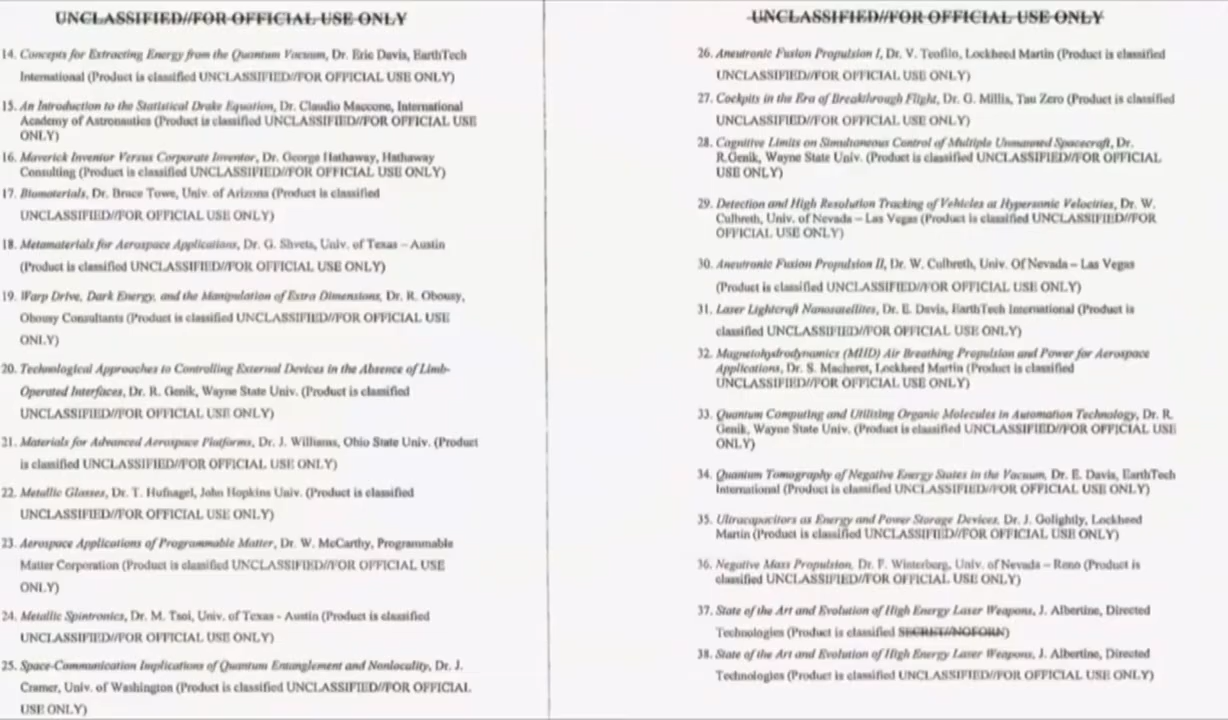 UNCLASSIFIED//FOR OFFICIAL USE ONLY
14. Concepts for Extracting Energy from the Quantum Vacuum, Dr. Eric Davis, EarthTech
International (Product is classified UNCLASSIFIED//FOR OFFICIAL USE ONLY)
15. An Introduction to the Statistical Drake Equation, Dr. Claudio Maccone, International
Academy of Astronautics (Product is classified UNCLASSIFIED//FOR OFFICIAL USE
ONLY)
16. Maverick Inventor Versus Corporate Inventor, Dr. George Hathaway, Hathaway
Consulting (Product is classified UNCLASSIFIED//FOR OFFICIAL USE ONLY)
17. Biomaterials, Dr. Bruce Towe, Univ. of Arizona (Product is classified
UNCLASSIFIED//FOR OFFICIAL USE ONLY)
18. Metamaterials for Aerospace Applications, Dr. G. Shvets, Univ. of Texas – Austin
(Product is classified UNCLASSIFIED//FOR OFFICIAL USE ONLY)
19. Warp Drive, Dark Energy, and the Manipulation of Extra Dimensions, Dr. R. Obousy,
Obousy Consultants (Product is classified UNCLASSIFIED//FOR OFFICIAL USE
ONLY)
20. Technological Approaches to Controlling External Devices in the Absence of Limb-
Operated Interfaces, Dr. R. Genik, Wayne State Univ. (Product is classified
UNCLASSIFIED//FOR OFFICIAL USE ONLY)
21. Materials for Advanced Aerospace Platforms, Dr. J. Williams, Ohio State Univ. (Product
is classified UNCLASSIFIED//FOR OFFICIAL USE ONLY)
22. Metallic Glasses, Dr. T. Hufnagel, John Hopkins Univ. (Product is classified
UNCLASSIFIED//FOR OFFICIAL USE ONLY)
23. Aerospace Applications of Programmable Matter, Dr. W. McCarthy, Programmable
Matter Corporation (Product is classified UNCLASSIFIED//FOR OFFICIAL USE
ONLY)
24. Metallic Spintronics, Dr. M. Tsoi, Univ. of Texas - Austin (Product is classified
UNCLASSIFIED//FOR OFFICIAL USE ONLY)
25. Space-Communication Implications of Quantum Entanglement and Nonlocality, Dr. J.
Cramer, Univ. of Washington (Product is classified UNCLASSIFIED//FOR OFFICIAL
USE ONLY)
UNCLASSIFIED//FOR OFFICIAL USE ONLY
26. Aneutronic Fusion Propulsion I, Dr. V. Teofilo, Lockheed Martin (Product is classified
UNCLASSIFIED//FOR OFFICIAL USE ONLY)
27. Cockpits in the Era of Breakthrough Flight, Dr. G. Millis, Tau Zero (Product is classified
UNCLASSIFIED//FOR OFFICIAL USE ONLY)
28. Cognitive Limits on Simultaneous Control of Multiple Unmanned Spacecraft, Dr.
R.Genik, Wayne State Univ. (Product is classified UNCLASSIFIED//FOR OFFICIAL
USE ONLY)
29. Detection and High Resolution Tracking of Vehicles at Hypersonic Velocities, Dr. W.
Culbreth, Univ. of Nevada – Las Vegas (Product is classified UNCLASSIFIED//FOR
OFFICIAL USE ONLY)
30. Aneutronic Fusion Propulsion II, Dr. W. Culbreth, Univ. Of Nevada – Las Vegas
(Product is classified UNCLASSIFIED//FOR OFFICIAL USE ONLY)
31. Laser Lightcraft Nanosatellites, Dr. E. Davis, EarthTech International (Product is
classified UNCLASSIFIED//FOR OFFICIAL USE ONLY)
32. Magnetohydrodynamics (MHD) Air Breathing Propulsion and Power for Aerospace
Applications, Dr. S. Macheret, Lockheed Martin (Product is classified
UNCLASSIFIED//FOR OFFICIAL USE ONLY)
33. Quantum Computing and Utilizing Organic Molecules in Automation Technology, Dr. R.
Genik, Wayne State Univ. (Product is classified UNCLASSIFIED//FOR OFFICIAL USE
ONLY)
34. Quantum Tomography of Negative Energy States in the Vacuum, Dr. E. Davis, EarthTech
International (Product is classified UNCLASSIFIED//FOR OFFICIAL USE ONLY)
35. Ultracapacitors as Energy and Power Storage Devices, Dr. J. Golightly, Lockheed
Martin (Product is classified UNCLASSIFIED//FOR OFFICIAL USE ONLY)
36. Negative Mass Propulsion, Dr. F. Winterberg, Univ. of Nevada – Reno (Product is
classified UNCLASSIFIED//FOR OFFICIAL USE ONLY)
37. State of the Art and Evolution of High Energy Laser Weapons, J. Albertine, Directed
Technologies (Product is classified SECRET//NOFORN)
38. State of the Art and Evolution of High Energy Laser Weapons, J. Albertine, Directed
Technologies (Product is classified UNCLASSIFIED//FOR OFFICIAL USE ONLY)